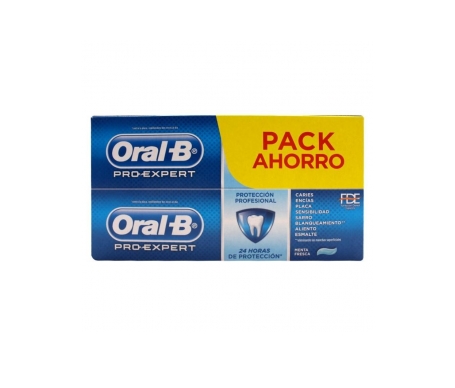 Oral-B
PRO-EXPERT
PACK
AHORRO
Oral-B
PRO-EXPERT
PROTECCIÓN
PROFESIONAL
24 HORAS
DE PROTECCIÓN*
CARIES
ENCÍAS
PLACA
SENSIBILIDAD
SARRO
BLANQUEAMIENTO**
ALIENTO
ESMALTE
MENTA
FRESCA